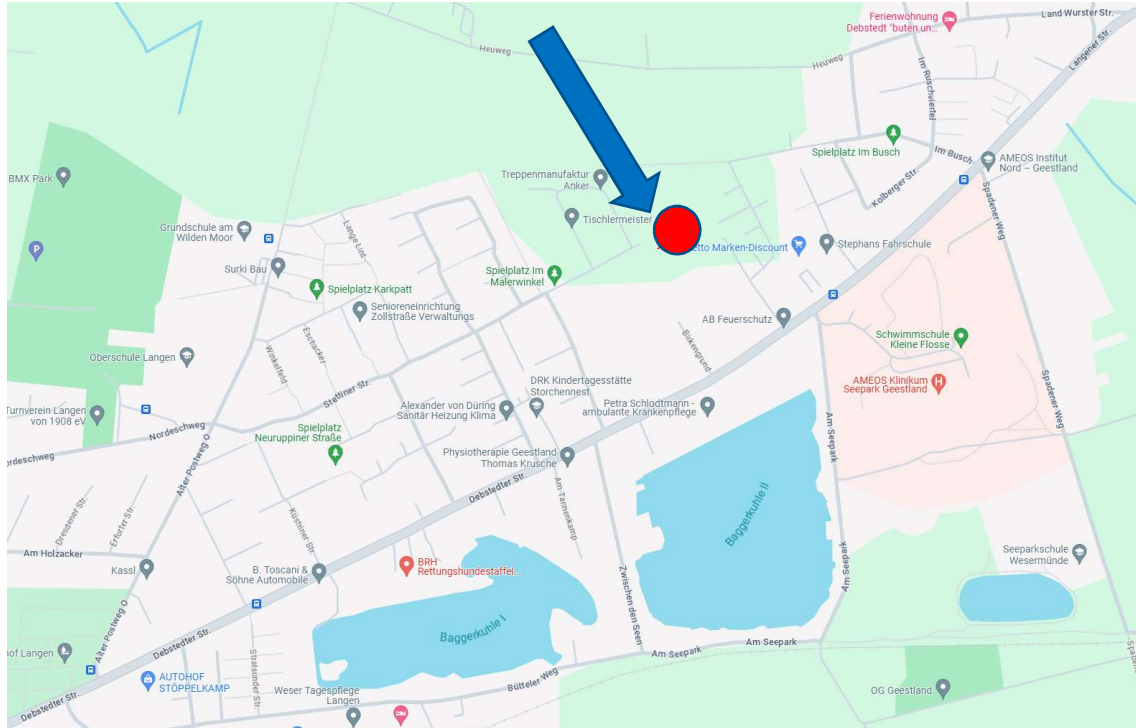 Ferienwohnung
Debstedt "buten un...
Land Wurster Str.
Heuweg
Heuweg
Langener Str.
Im Ruschviertel
Spielplatz Im Busch
Im Busch
AMEOS Institut
Nord – Geestland
BMX Park
Treppenmanufaktur
Anker
Kolberger Str.
Spadener Weg
Tischlermeister
Grundschule am
Wilden Moor
Lange Lint
etto Marken-Discount
Stephans Fahrschule
P
Surki Bau
Spielplatz Im
Malerwinkel
Spielplatz Karkpatt
Senioreneinrichtung
Zollstraße Verwaltungs
AB Feuerschutz
Eschacker
Birkengrund
Schwimmschule
Kleine Flosse
Oberschule Langen
Winkelfeld
Stettiner Str.
DRK Kindertagesstätte
Storchennest
AMEOS Klinikum
Seepark Geestland
H
Spadener Weg
Alexander von Düring
Sanitär Heizung Klima
Petra Schlodtmann -
ambulante Krankenpflege
Turnverein Langen
von 1908 eV
Nordeschweg
ordeschweg
Spielplatz
Neuruppiner Straße
Am Seepark
Alter Postweg O
Physiotherapie Geestland
Thomas Krusche
Debstedter Str.
Am Tannenkamp
Baggerkuhle II
Dresdener Str.
Erfurter Str.
Küstriner Str.
Am Holzacker
Kassl
B. Toscani &
Söhne Automobile
BRH
Rettungshundestaffel...
Zwischen den Seen
Am Seepark
Seeparkschule
Wesermünde
Baggerkuhle I
Alter Postweg O
Debstedter Str.
Am Seepark
Am Seepark
hof Langen
Stralsunder Str.
AUTOHOF
STÖPPELKAMP
Bütteler Weg
Weser Tagespflege
Langen
OG Geestland
Debstedter Str.
Spaden